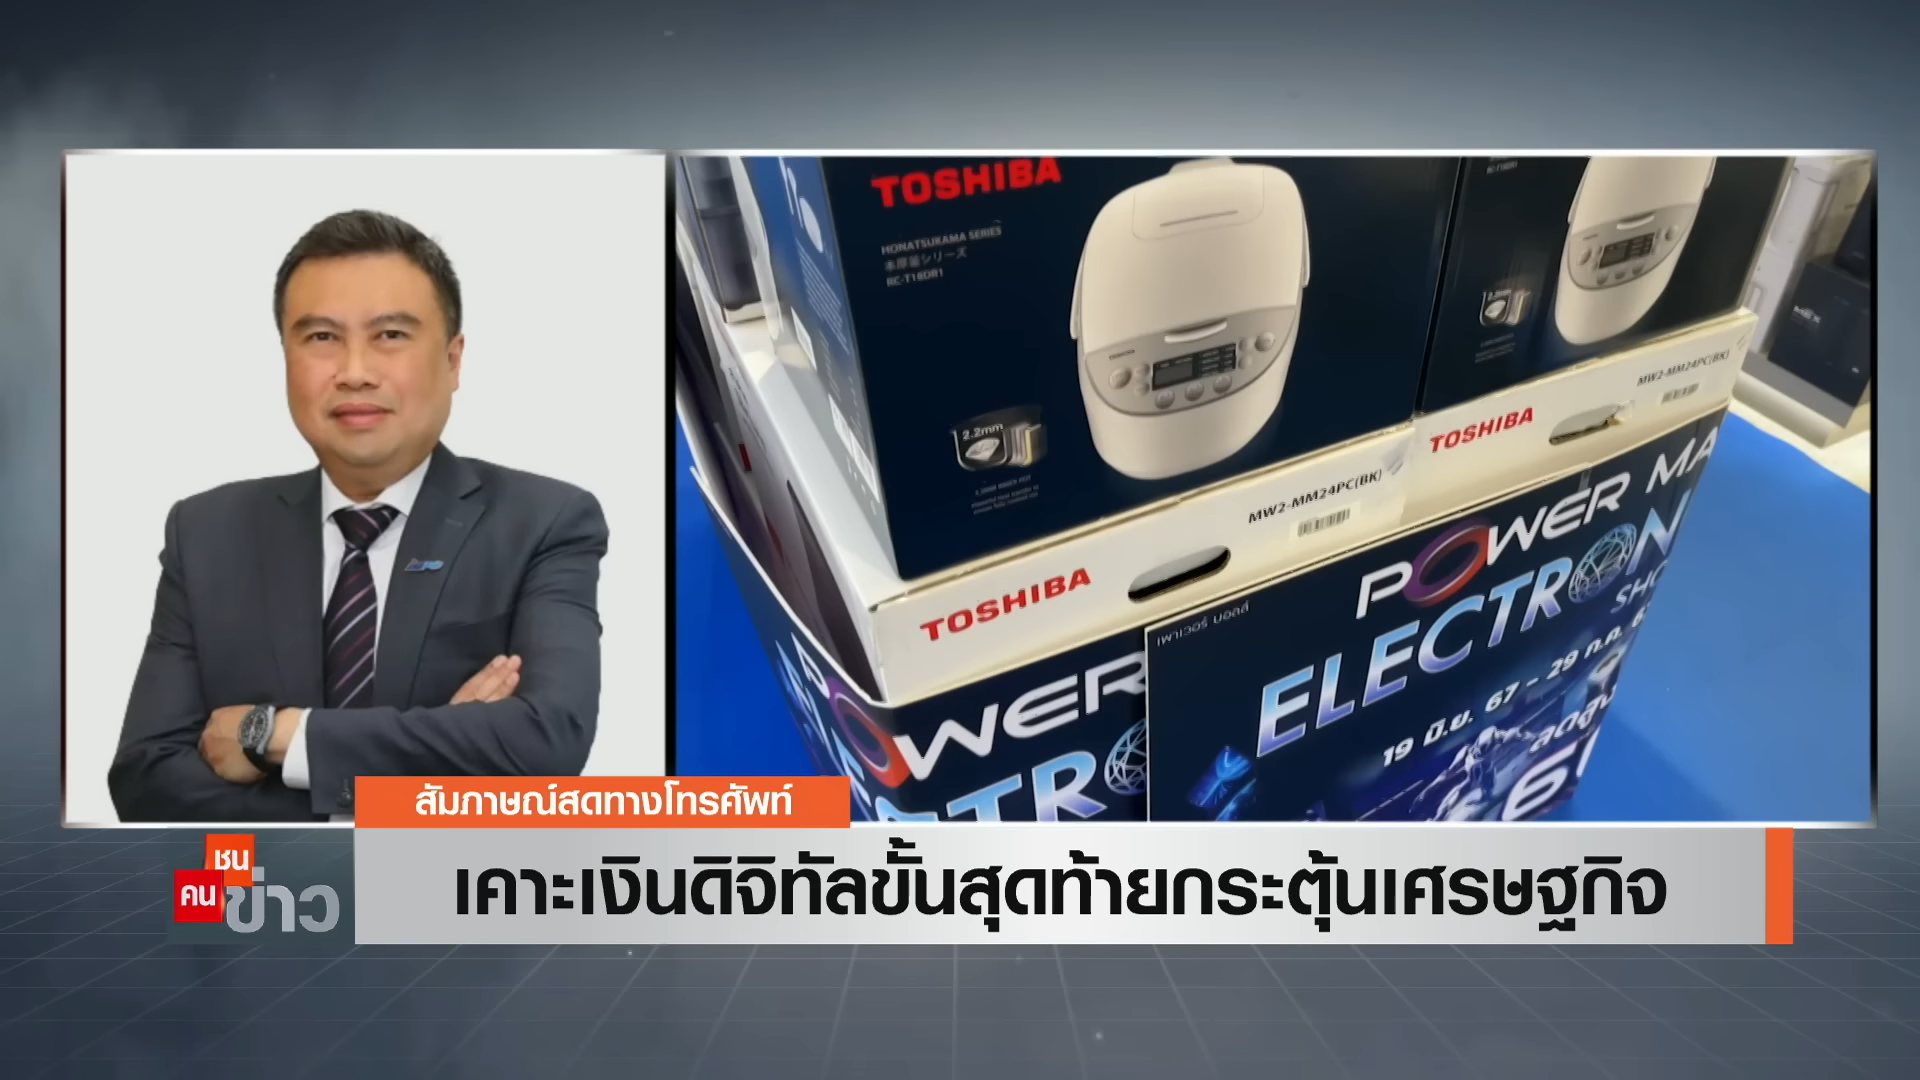 TOSHIBA
HONATSUKAMA SERIES
本厚釜シリーズ
RC-T18DR1
2.2mm
MW2-MM24PC(BK)
TOSHIBA
MW2-MM24PC(BK)
TOSHIBA
เพาเวอร์ มอลล์
POWER MA
ELECTRON
SHO
19 มิ.ย. 67 - 29 ก.ค. 6
POWER
สัมภาษณ์สดทางโทรศัพท์
ชน
คน
ข่าว
เคาะเงินดิจิทัลขั้นสุดท้ายกระตุ้นเศรษฐกิจ